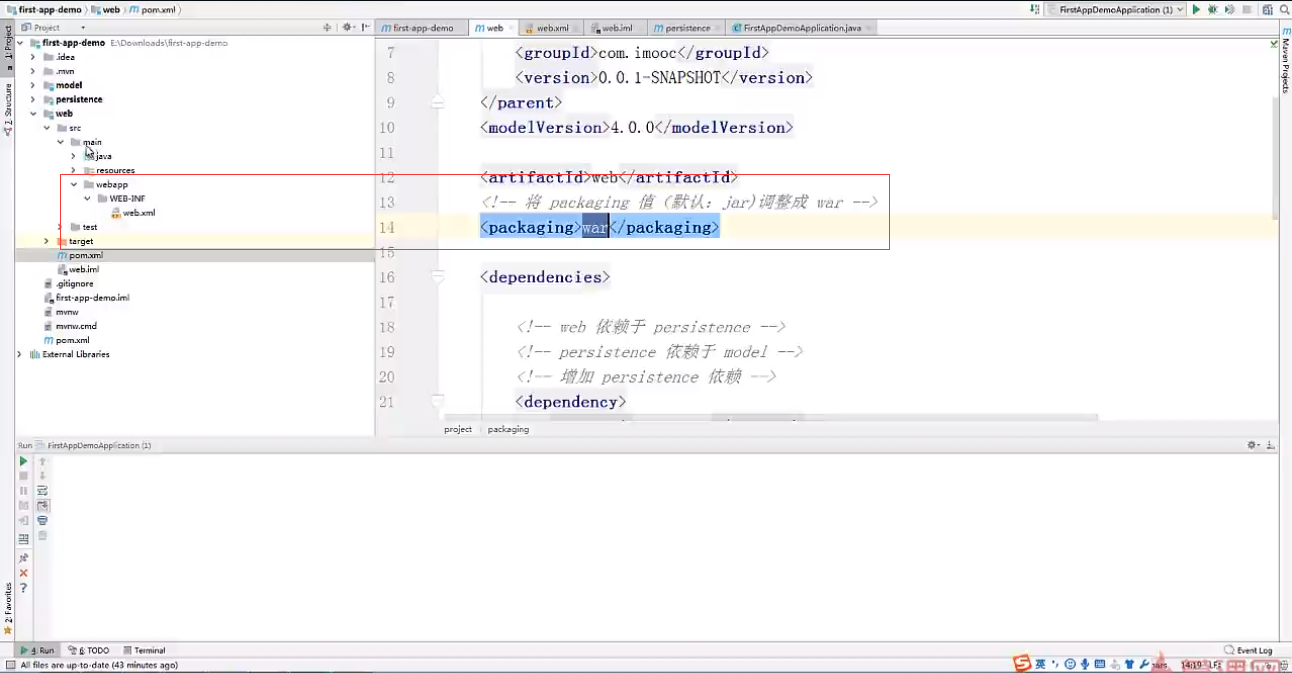 first-app-demo web pom.xml
FirstAppDemoApplication (1)
Project
first-app-demo
web
web.xml
web.iml
persistence
FirstAppDemoApplication.java
1: Project
2: Structure
2: Favorites
Maven Projects
first-app-demo E:\Downloads\first-app-demo
.idea
.mvn
model
persistence
web
src
main
java
resources
webapp
WEB-INF
web.xml
test
target
pom.xml
web.iml
.gitignore
first-app-demo.iml
mvnw
mvnw.cmd
pom.xml
External Libraries
7 <groupId>com.imooc</groupId>
8 <version>0.0.1-SNAPSHOT</version>
9 </parent>
10 <modelVersion>4.0.0</modelVersion>
11
12 <artifactId>web</artifactId>
13 <!-- 将 packaging 值（默认：jar)调整成 war -->
14 <packaging>war</packaging>
15
16 <dependencies>
17
18 <!-- web 依赖于 persistence -->
19 <!-- persistence 依赖于 model -->
20 <!-- 增加 persistence 依赖 -->
21 <dependency>
project packaging
Run FirstAppDemoApplication (1)
4: Run 6: TODO Terminal
Event Log
All files are up-to-date (43 minutes ago)
英
14:19 LF